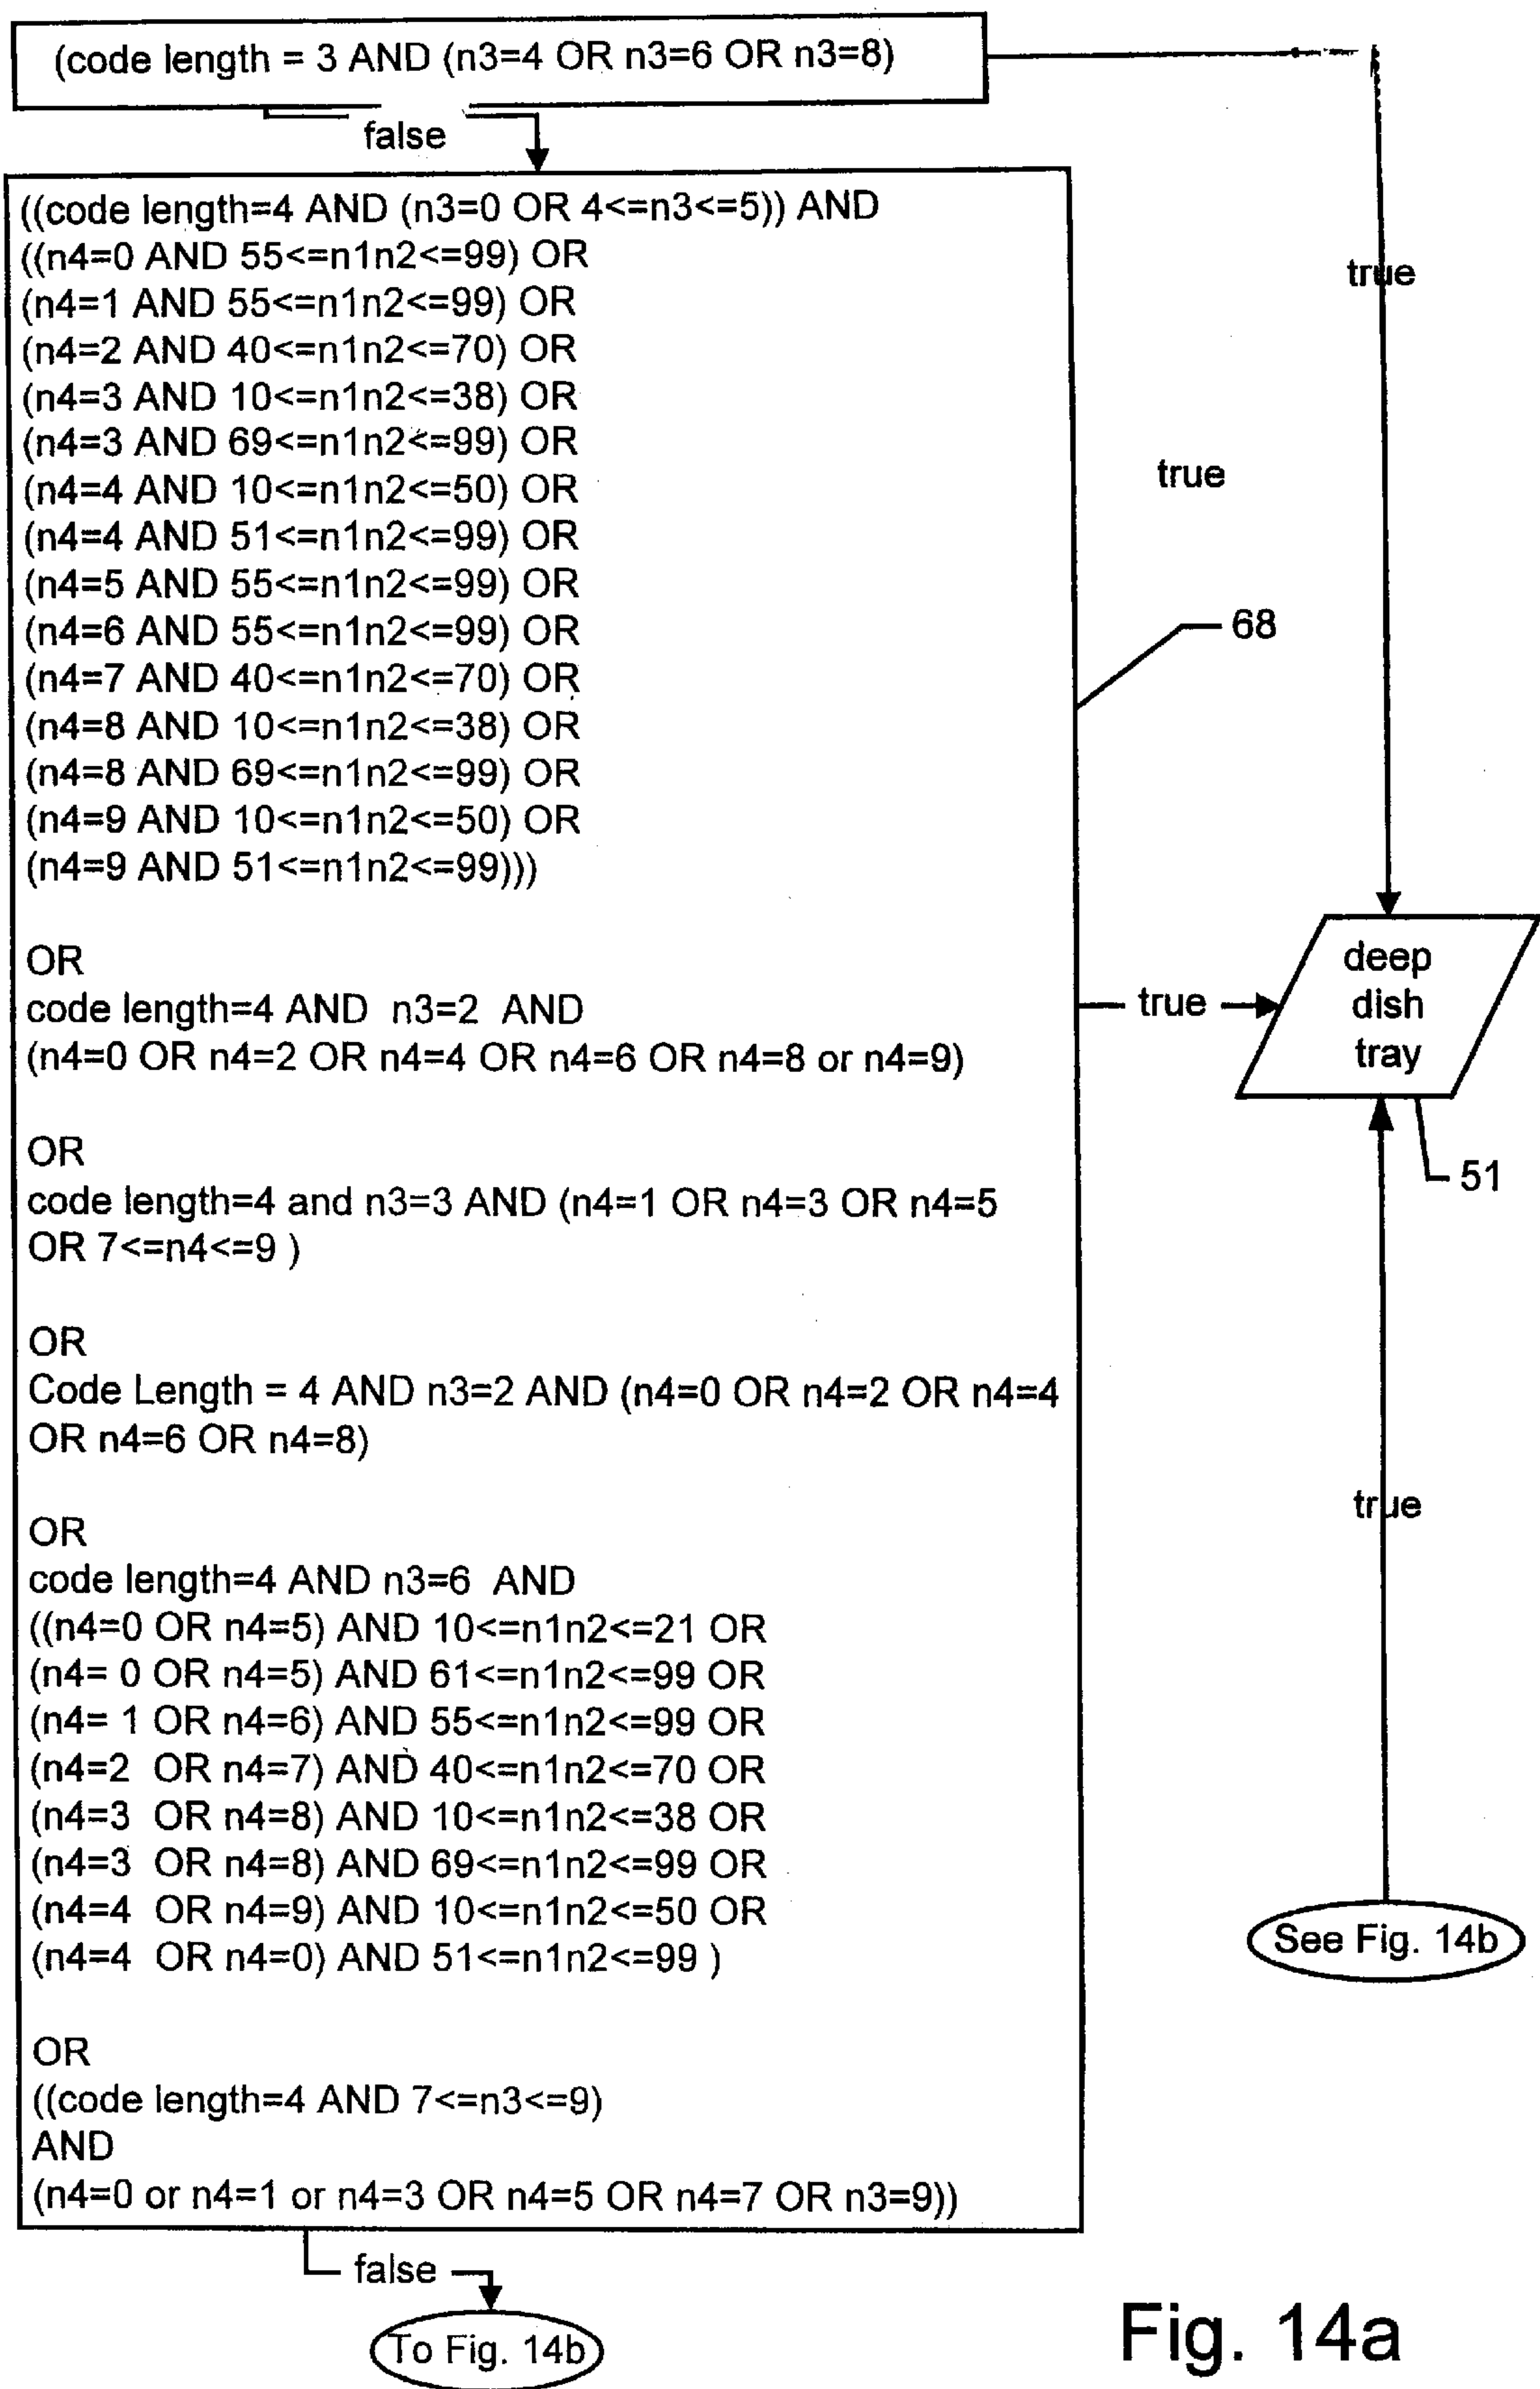 (code length = 3 AND (n3=4 OR n3=6 OR n3=8)
false
((code length=4 AND (n3=0 OR 4<=n3<=5)) AND
((n4=0 AND 55<=n1n2<=99) OR
(n4=1 AND 55<=n1n2<=99) OR
(n4=2 AND 40<=n1n2<=70) OR
(n4=3 AND 10<=n1n2<=38) OR
(n4=3 AND 69<=n1n2<=99) OR
(n4=4 AND 10<=n1n2<=50) OR
(n4=4 AND 51<=n1n2<=99) OR
(n4=5 AND 55<=n1n2<=99) OR
(n4=6 AND 55<=n1n2<=99) OR
(n4=7 AND 40<=n1n2<=70) OR
(n4=8 AND 10<=n1n2<=38) OR
(n4=8 AND 69<=n1n2<=99) OR
(n4=9 AND 10<=n1n2<=50) OR
(n4=9 AND 51<=n1n2<=99)))
OR
code length=4 AND n3=2 AND
(n4=0 OR n4=2 OR n4=4 OR n4=6 OR n4=8 or n4=9)
OR
code length=4 and n3=3 AND (n4=1 OR n4=3 OR n4=5
OR 7<=n4<=9 )
OR
Code Length = 4 AND n3=2 AND (n4=0 OR n4=2 OR n4=4
OR n4=6 OR n4=8)
OR
code length=4 AND n3=6 AND
((n4=0 OR n4=5) AND 10<=n1n2<=21 OR
(n4= 0 OR n4=5) AND 61<=n1n2<=99 OR
(n4= 1 OR n4=6) AND 55<=n1n2<=99 OR
(n4=2 OR n4=7) AND 40<=n1n2<=70 OR
(n4=3 OR n4=8) AND 10<=n1n2<=38 OR
(n4=3 OR n4=8) AND 69<=n1n2<=99 OR
(n4=4 OR n4=9) AND 10<=n1n2<=50 OR
(n4=4 OR n4=0) AND 51<=n1n2<=99 )
OR
((code length=4 AND 7<=n3<=9)
AND
(n4=0 or n4=1 or n4=3 OR n4=5 OR n4=7 OR n3=9))
false
To Fig. 14b
true
true
68
true
deep
dish
tray
51
true
See Fig. 14b
Fig. 14a